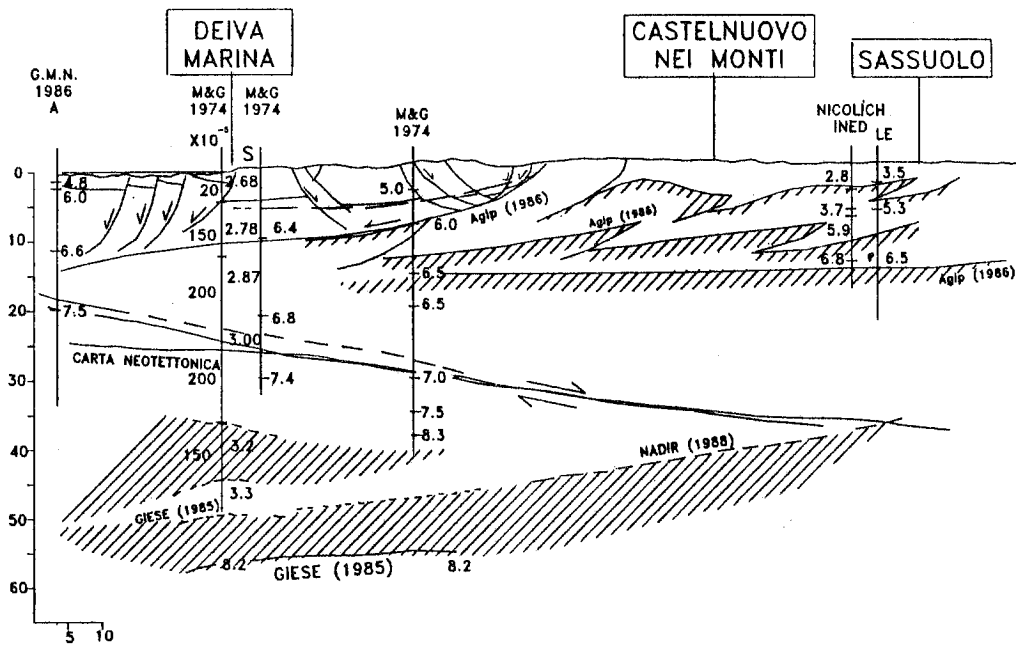 DEIVA
MARINA
CASTELNUOVO
NEI MONTI
SASSUOLO
G.M.N.
1986
A
M&G
1974
M&G
1974
M&G
1974
NICOLÍCH
INED
LE
X10⁻⁵
S
0
10
20
30
40
50
60
5 10
4.8
6.0
6.6
7.5
20
150
200
200
150
2.68
2.78
2.87
3.00
3.2
3.3
8.2
6.4
6.8
7.4
5.0
6.0
6.5
6.5
7.0
7.5
8.3
8.2
2.8
3.7
5.9
6.8
3.5
5.3
6.5
Agip (1986)
Agip (1986)
Agip (1986)
CARTA NEOTETTONICA
NADIR (1988)
GIESE (1985)
GIESE (1985)